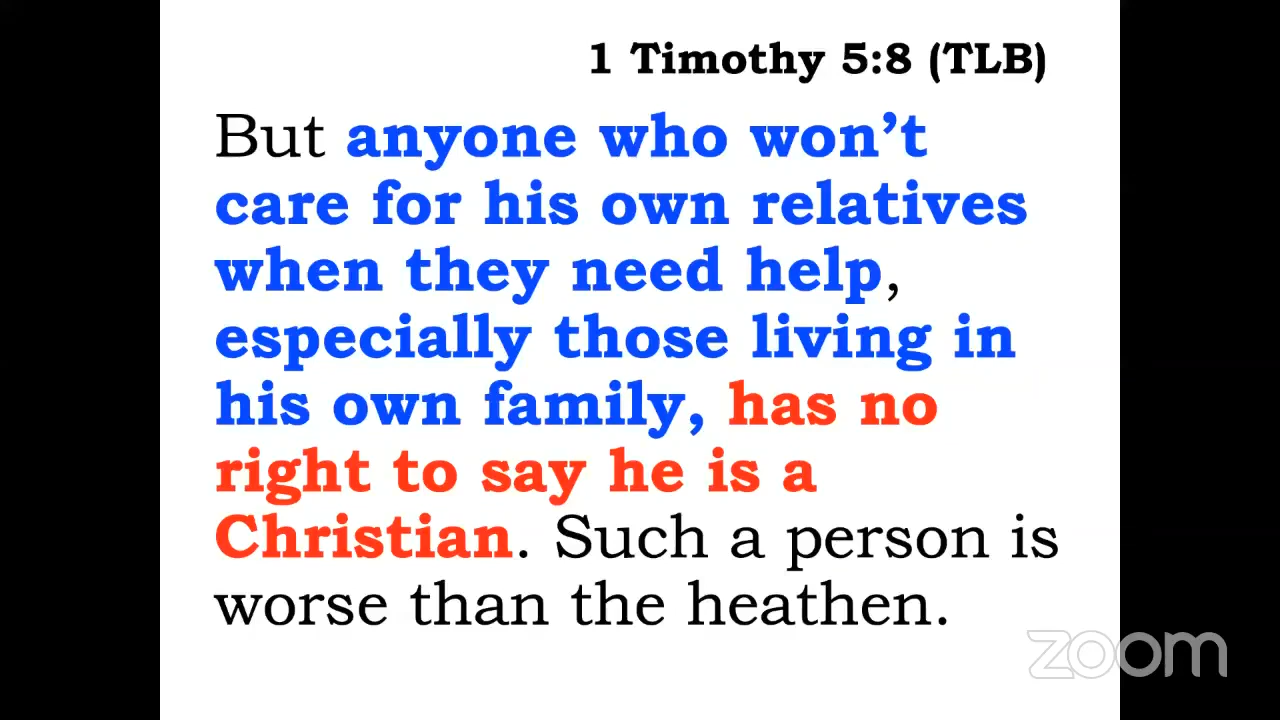 1 Timothy 5:8 (TLB)
But anyone who won’t
care for his own relatives
when they need help,
especially those living in
his own family, has no
right to say he is a
Christian. Such a person is
worse than the heathen.
zoom